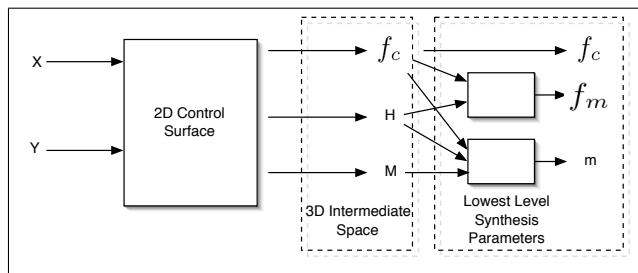 X
Y
2D Control
Surface
f_c
H
M
3D Intermediate
Space
f_c
f_m
m
Lowest Level
Synthesis
Parameters